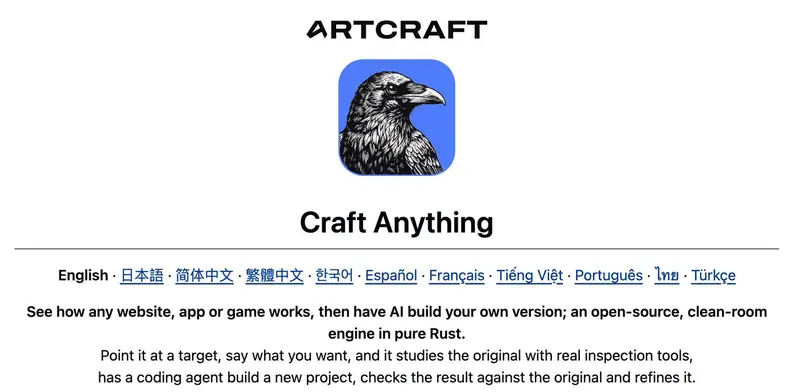 ARTCRAFT
Craft Anything
English · 日本語 · 简体中文 · 繁體中文 · 한국어 · Español · Français · Tiếng Việt · Português · ไทย · Türkçe
See how any website, app or game works, then have AI build your own version; an open-source, clean-room
engine in pure Rust.
Point it at a target, say what you want, and it studies the original with real inspection tools,
has a coding agent build a new project, checks the result against the original and refines it.